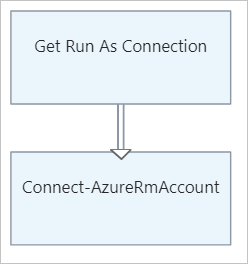 Get Run As Connection
Connect-AzureRmAccount